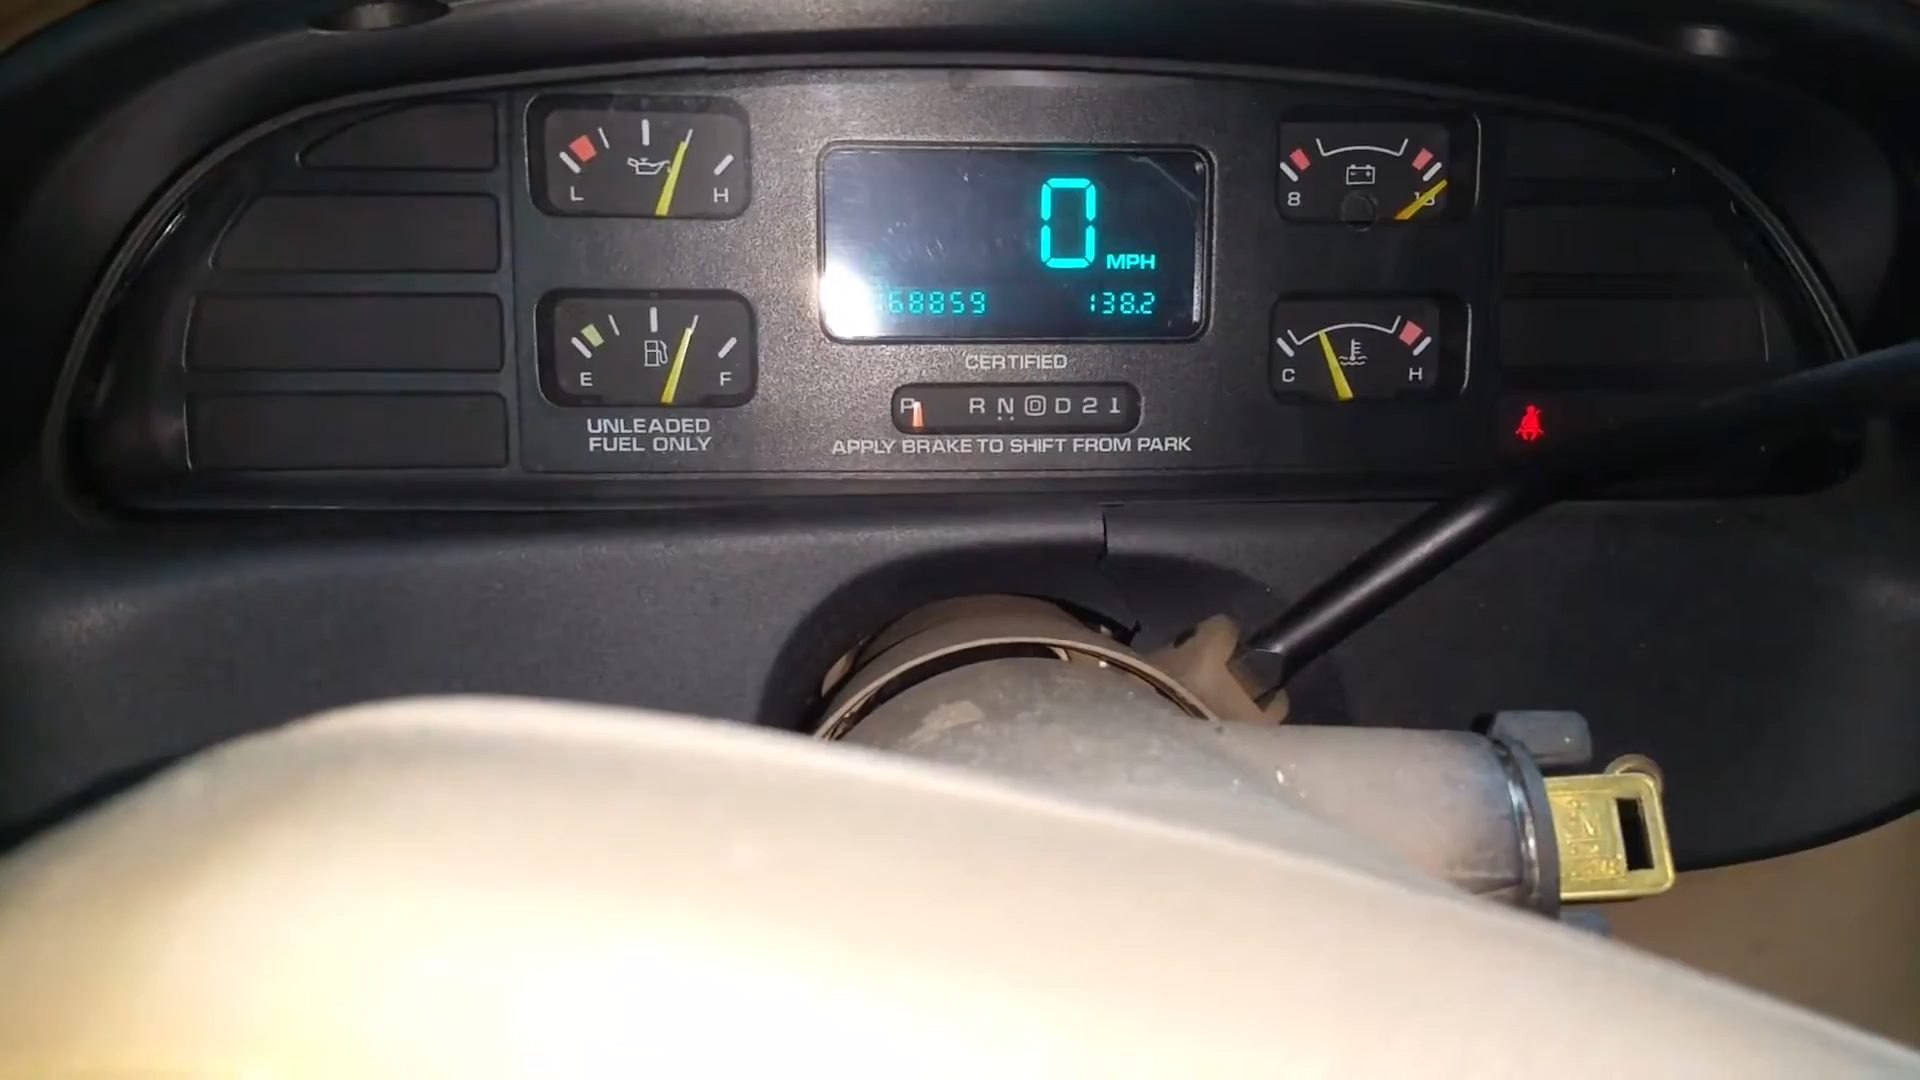 L H
0 MPH
68859 138.2
8
E F
C H
CERTIFIED
P R N D D 2 1
UNLEADED
FUEL ONLY
APPLY BRAKE TO SHIFT FROM PARK